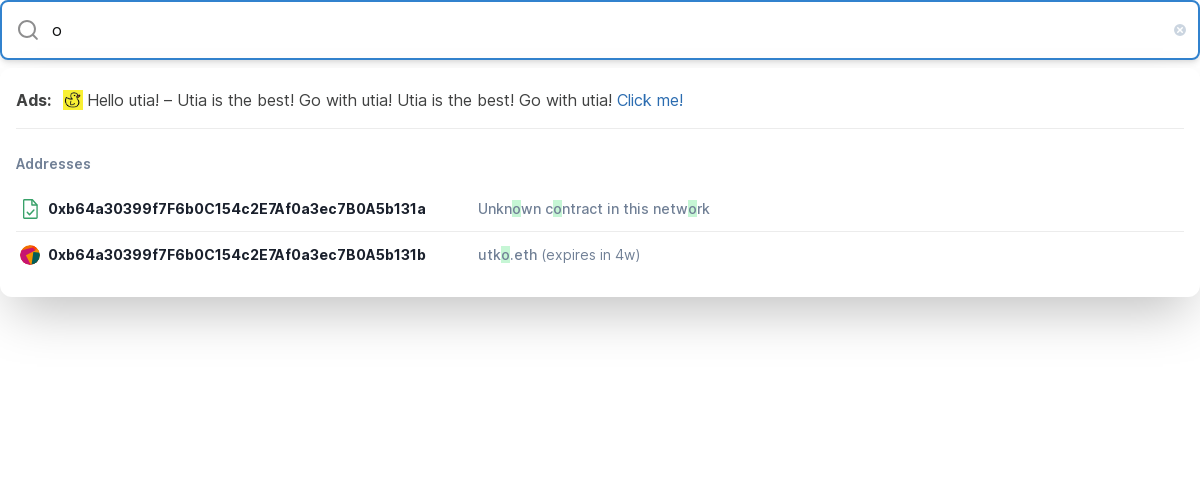 o
Ads: Hello utia! – Utia is the best! Go with utia! Utia is the best! Go with utia! Click me!
Addresses
0xb64a30399f7F6b0C154c2E7Af0a3ec7B0A5b131a Unknown contract in this network
0xb64a30399f7F6b0C154c2E7Af0a3ec7B0A5b131b utko.eth (expires in 4w)